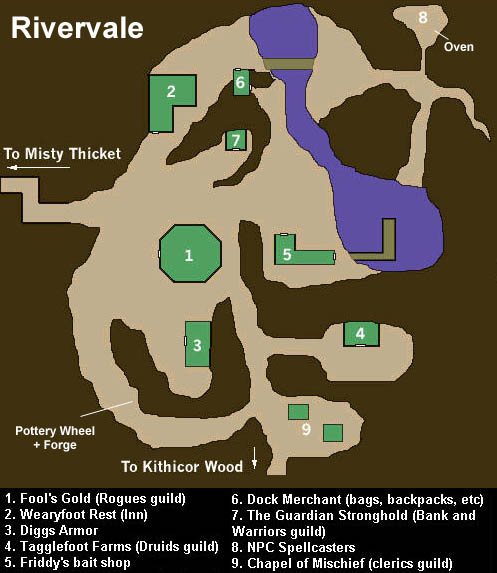 Rivervale
8
Oven
2
6
7
To Misty Thicket
1
5
3
4
Pottery Wheel
+ Forge
9
To Kithicor Wood
1. Fool's Gold (Rogues guild)
2. Wearyfoot Rest (Inn)
3. Diggs Armor
4. Tagglefoot Farms (Druids guild)
5. Friddy's bait shop
6. Dock Merchant (bags, backpacks, etc)
7. The Guardian Stronghold (Bank and
Warriors guild)
8. NPC Spellcasters
9. Chapel of Mischief (clerics guild)